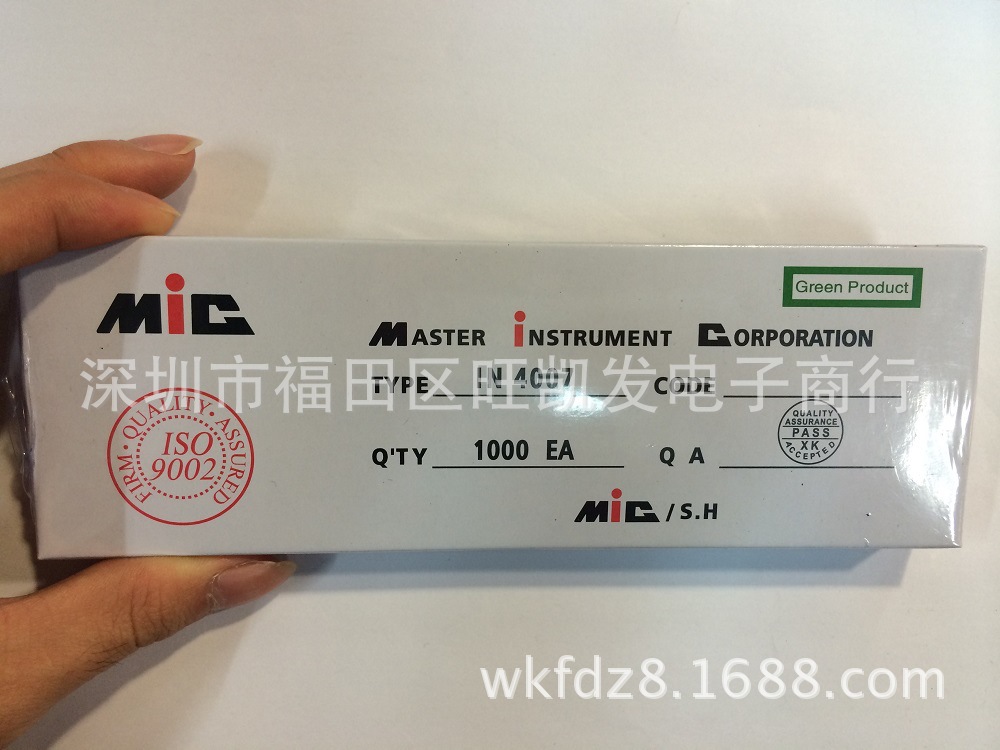 Green Product
MiC
MASTER INSTRUMENT CORPORATION
深圳市福田区旺凯发电子商行
TYPE IN 4007 CODE
FIRM · QUALITY · ASSURED
ISO
9002
QUALITY
ASSURANCE
PASS
XK
ACCEPTED
Q'TY 1000 EA Q A
MiC / S.H
wkfdz8.1688.com